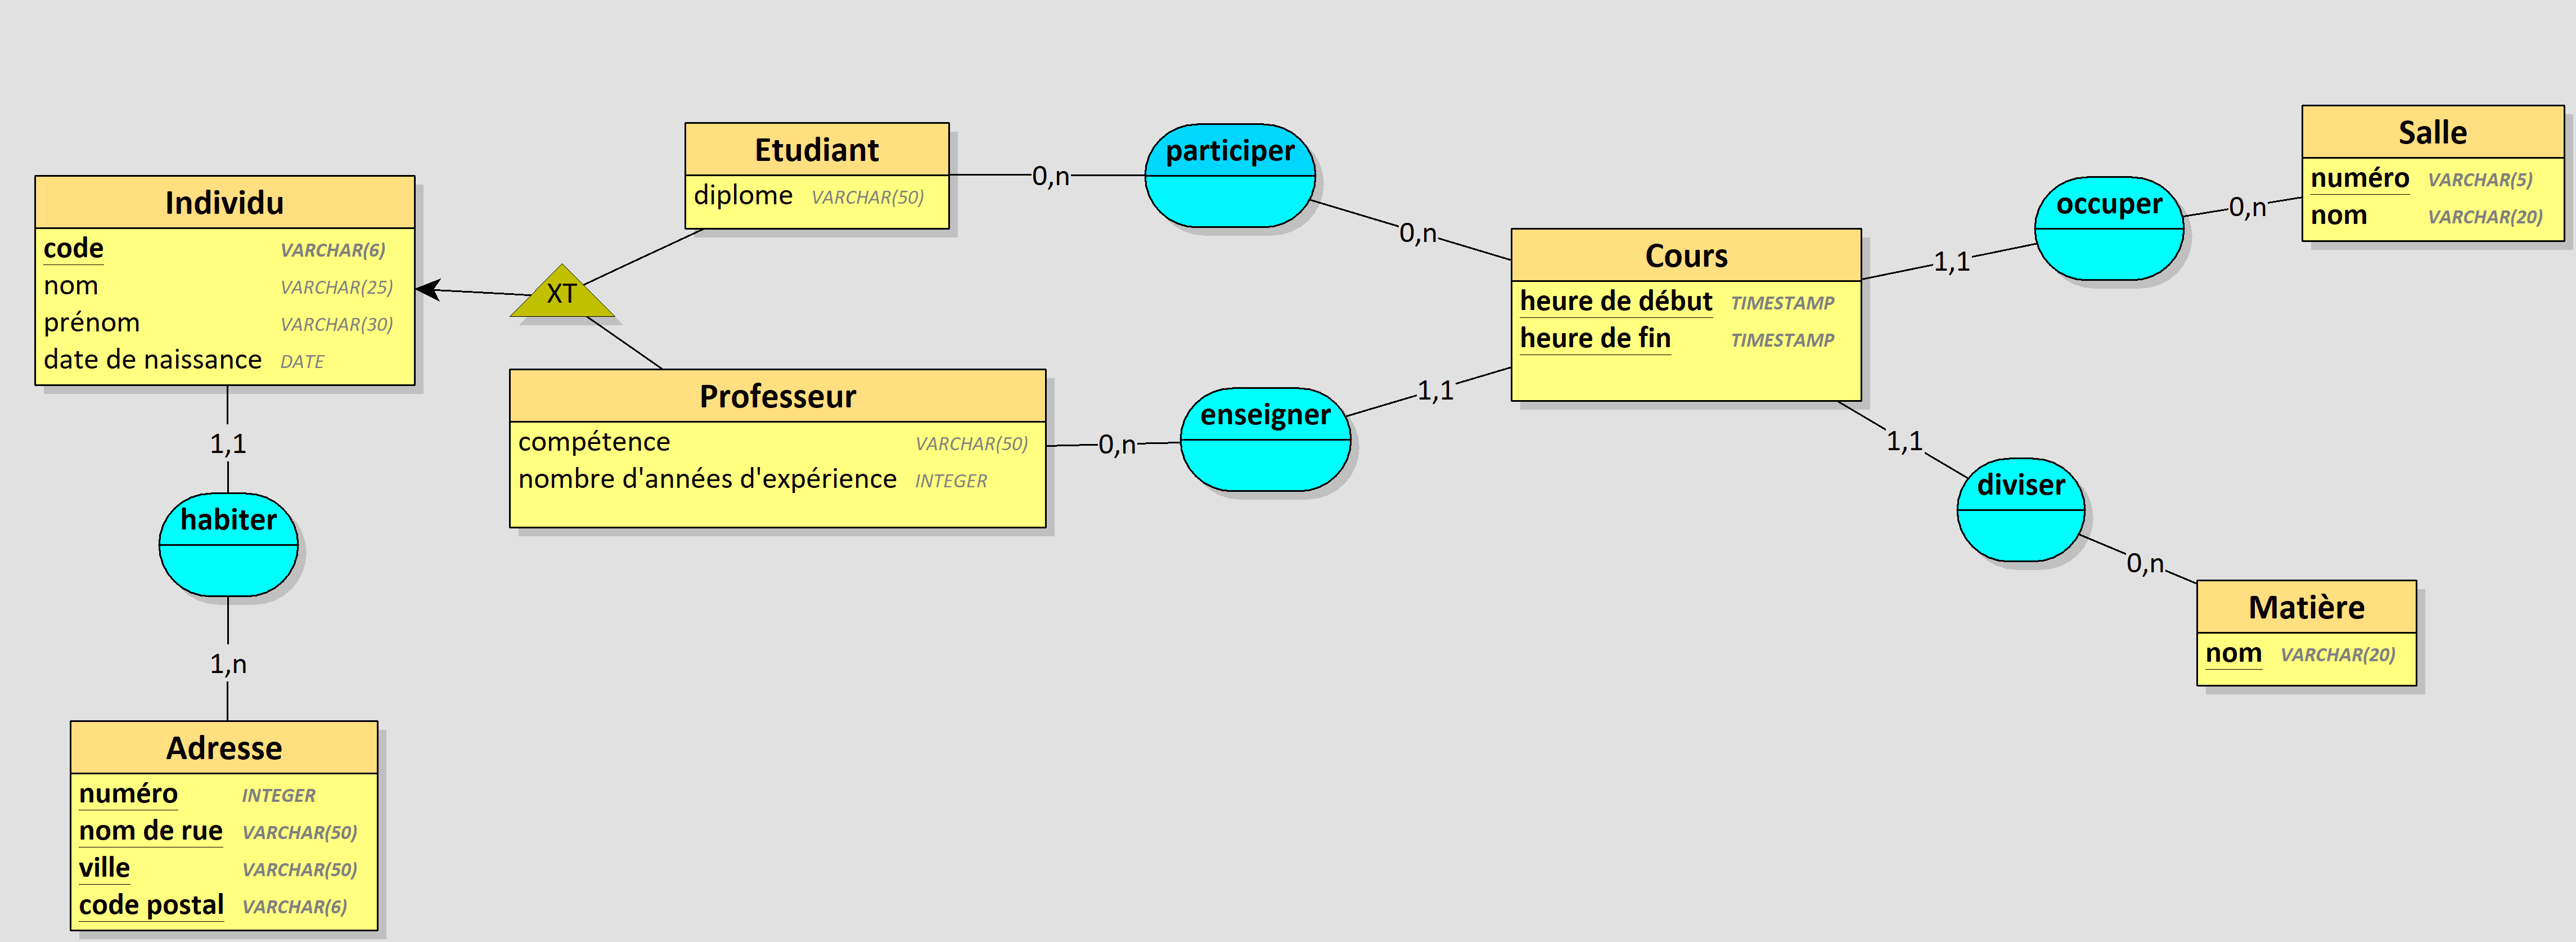 Individu
code VARCHAR(6)
nom VARCHAR(25)
prénom VARCHAR(30)
date de naissance DATE
1,1
habiter
1,n
Adresse
numéro INTEGER
nom de rue VARCHAR(50)
ville VARCHAR(50)
code postal VARCHAR(6)
XT
Etudiant
diplome VARCHAR(50)
0,n
participer
0,n
Professeur
compétence VARCHAR(50)
nombre d'années d'expérience INTEGER
0,n
enseigner
1,1
Cours
heure de début TIMESTAMP
heure de fin TIMESTAMP
1,1
occuper
0,n
Salle
numéro VARCHAR(5)
nom VARCHAR(20)
1,1
diviser
0,n
Matière
nom VARCHAR(20)